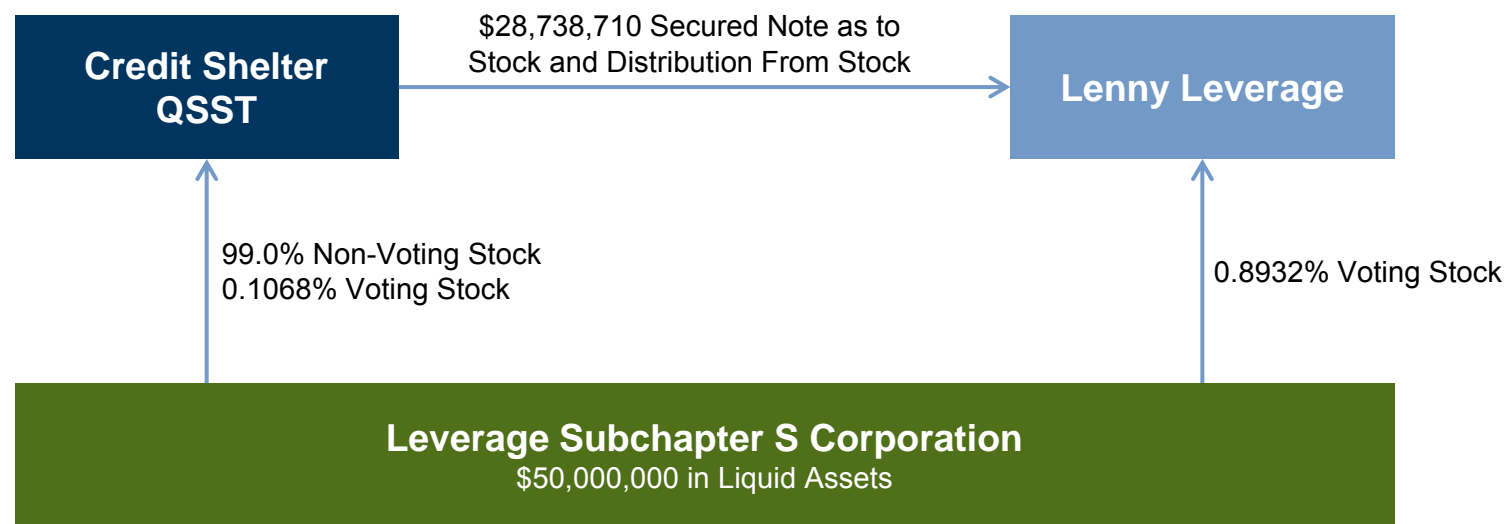 $28,738,710 Secured Note as to
Stock and Distribution From Stock
Credit Shelter
QSST
Lenny Leverage
99.0% Non-Voting Stock
0.1068% Voting Stock
0.8932% Voting Stock
Leverage Subchapter S Corporation
$50,000,000 in Liquid Assets